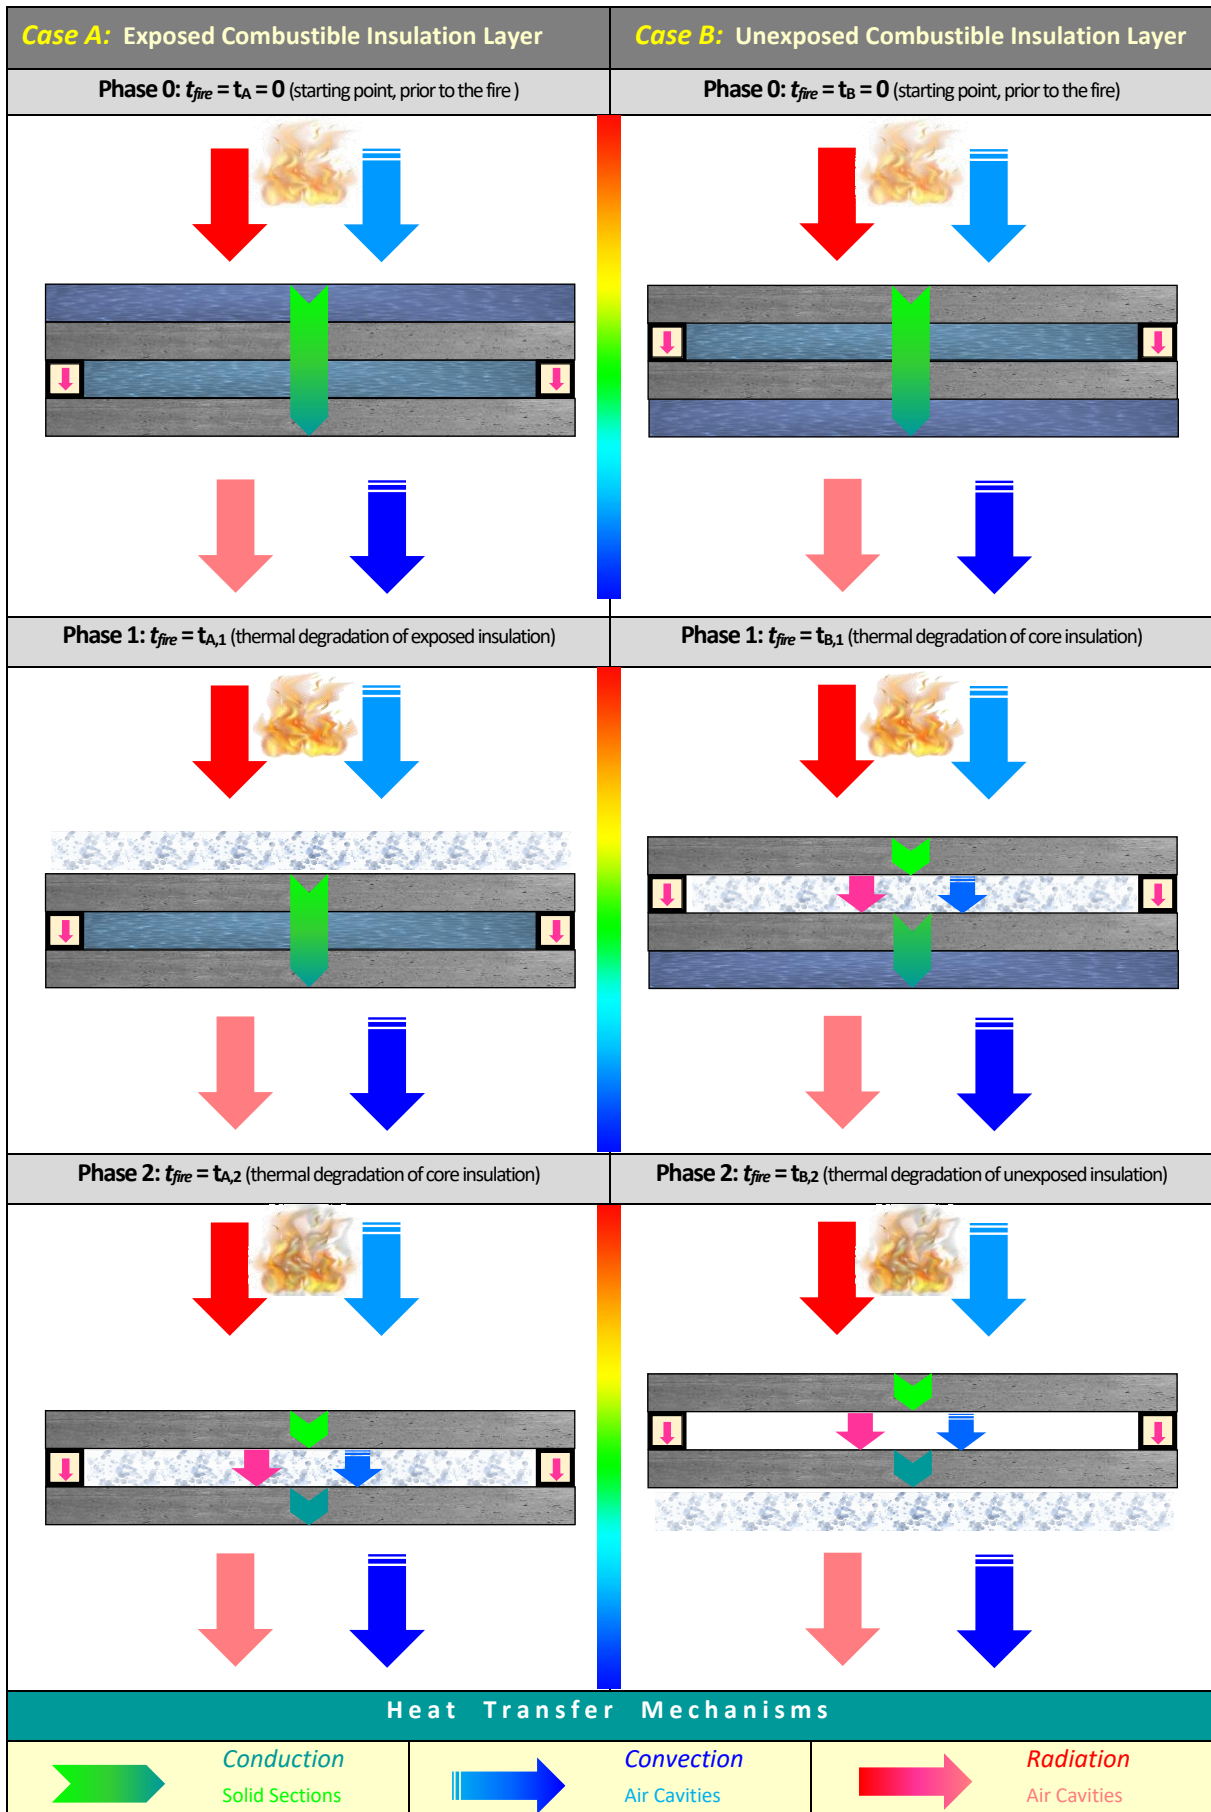 Case A: Exposed Combustible Insulation Layer
Case B: Unexposed Combustible Insulation Layer
Phase 0: tfire = tA = 0 (starting point, prior to the fire )
Phase 0: tfire = tB = 0 (starting point, prior to the fire)
Phase 1: tfire = tA,1 (thermal degradation of exposed insulation)
Phase 1: tfire = tB,1 (thermal degradation of core insulation)
Phase 2: tfire = tA,2 (thermal degradation of core insulation)
Phase 2: tfire = tB,2 (thermal degradation of unexposed insulation)
Heat Transfer Mechanisms
Conduction
Solid Sections
Convection
Air Cavities
Radiation
Air Cavities